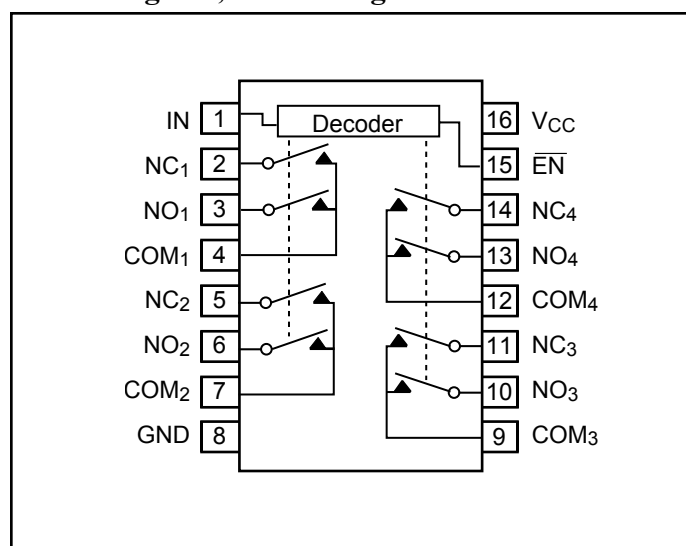 IN 1 Decoder 16 VCC
NC1 2 15 EN
NO1 3 14 NC4
COM1 4 13 NO4
NC2 5 12 COM4
NO2 6 11 NC3
COM2 7 10 NO3
GND 8 9 COM3